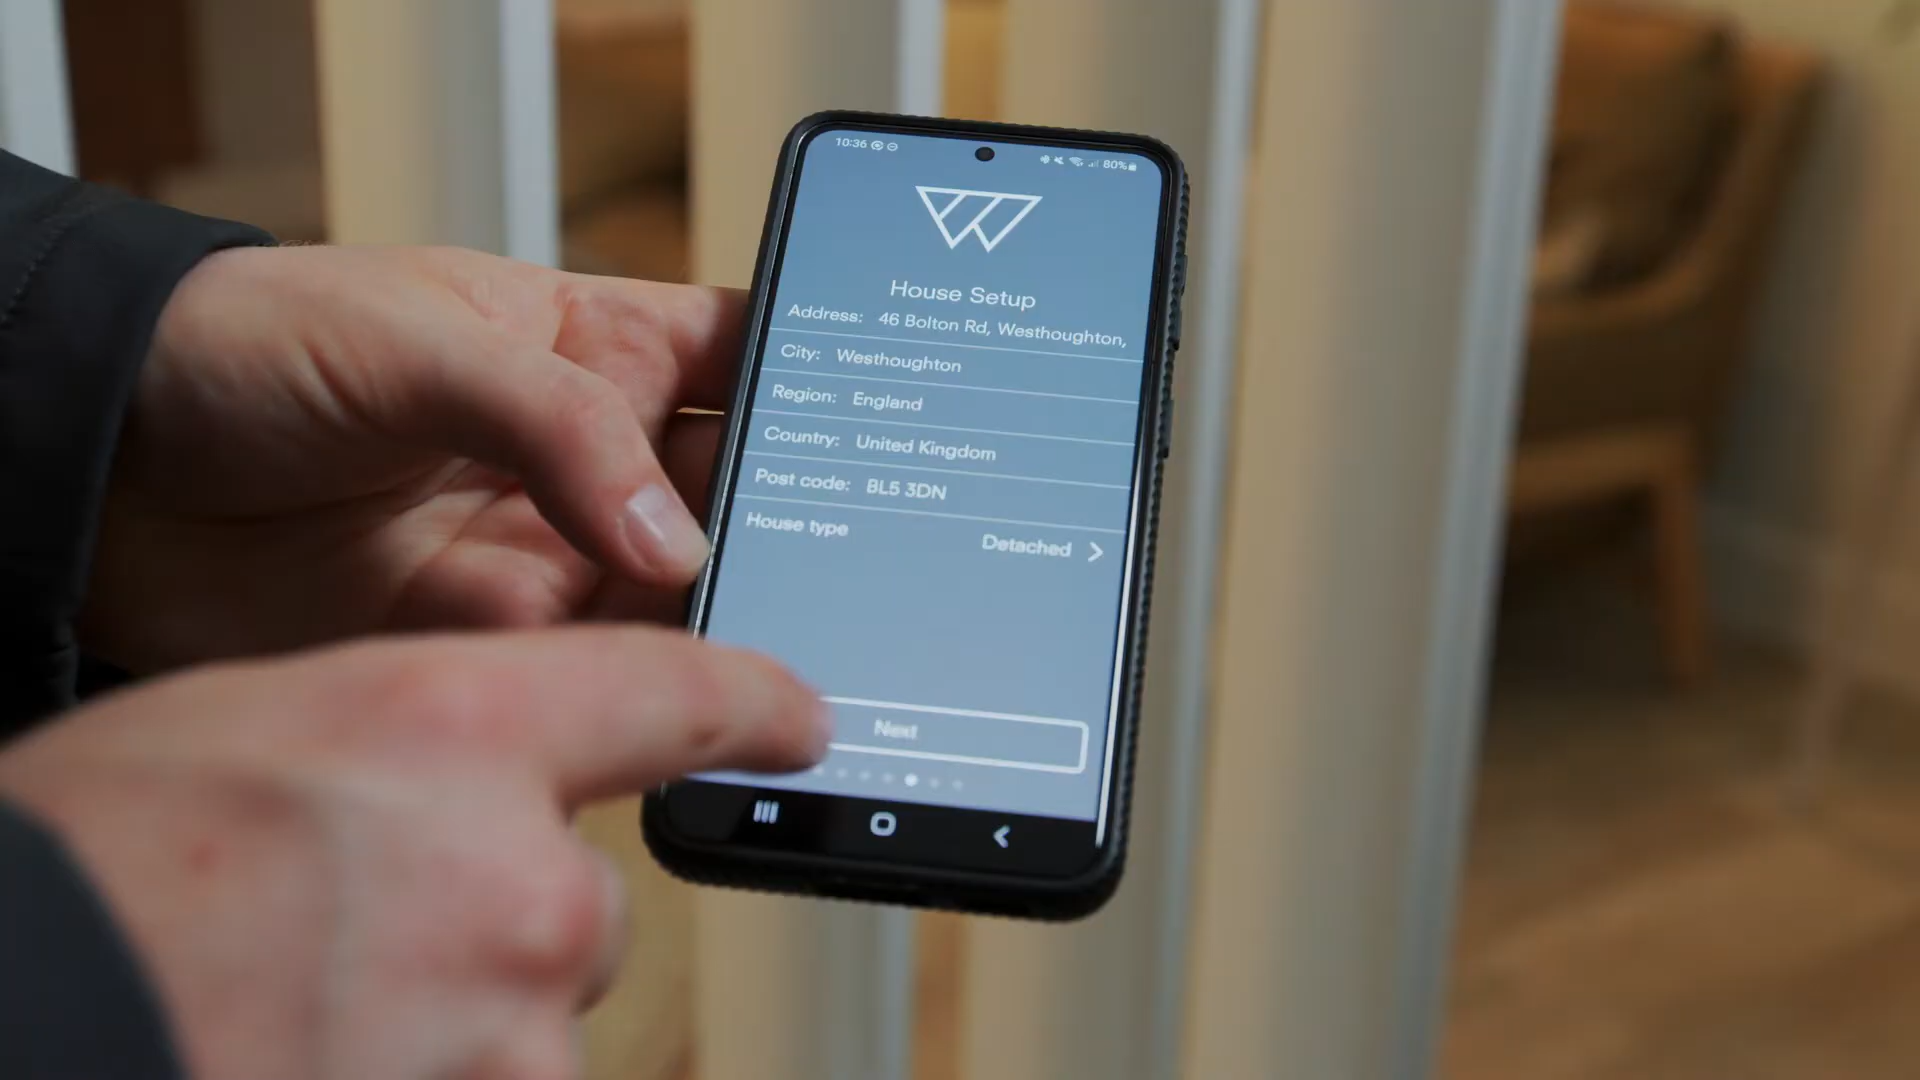 10:36 80%
House Setup
Address: 46 Bolton Rd, Westhoughton,
City: Westhoughton
Region: England
Country: United Kingdom
Post code: BL5 3DN
House type Detached
Next